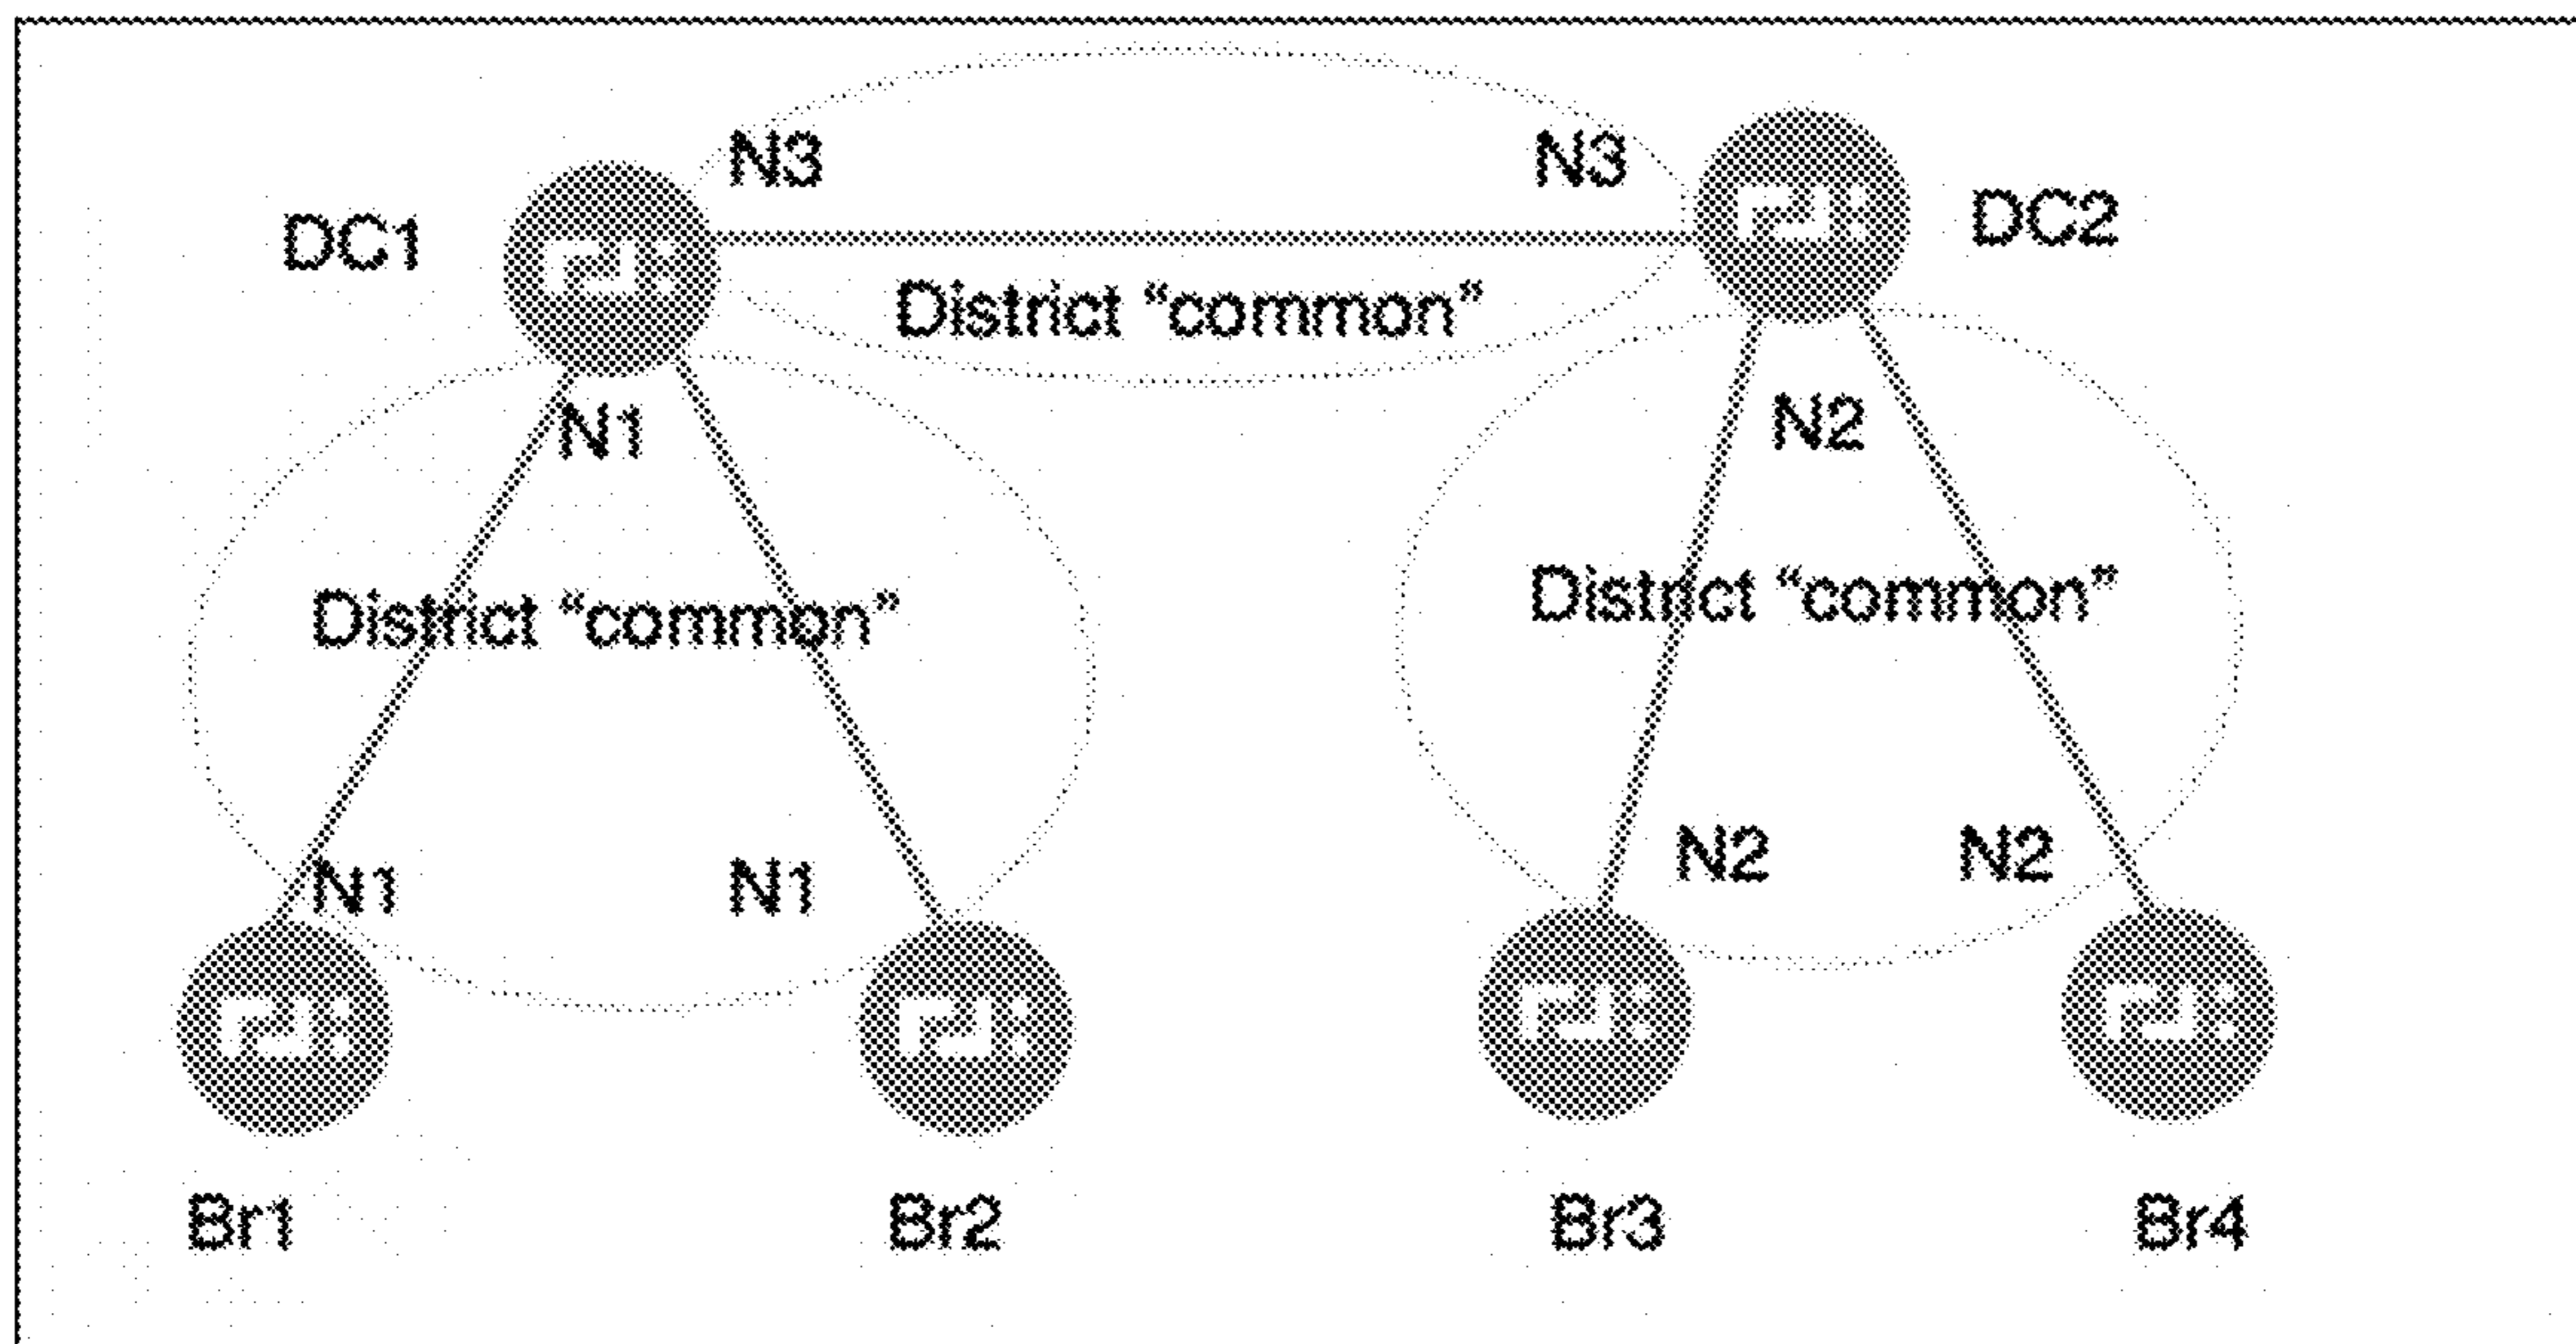 N3 N3
DC1 DC2
District “common”
N1 N2
District “common” District “common”
N1 N1 N2 N2
Br1 Br2 Br3 Br4